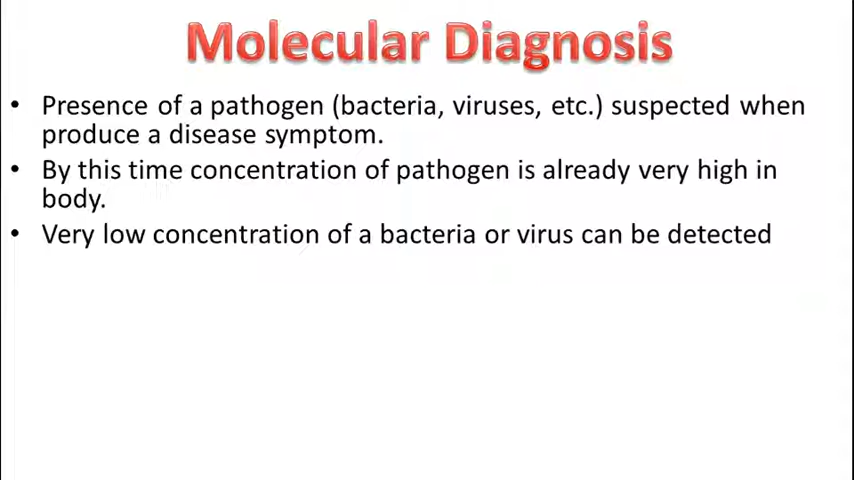 Molecular Diagnosis
• Presence of a pathogen (bacteria, viruses, etc.) suspected when
produce a disease symptom.
• By this time concentration of pathogen is already very high in
body.
• Very low concentration of a bacteria or virus can be detected